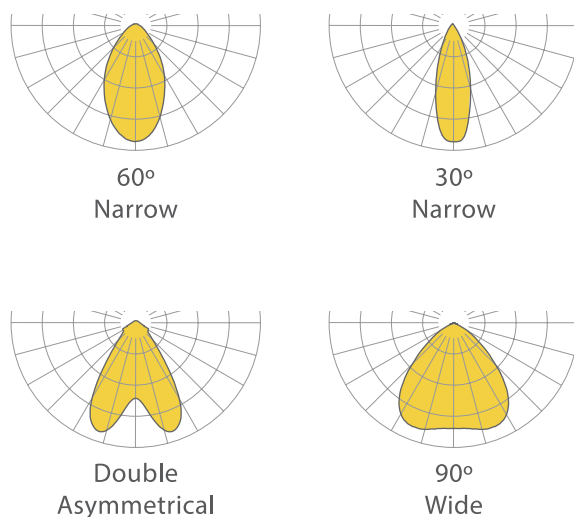 60º
Narrow
30º
Narrow
Double
Asymmetrical
90º
Wide